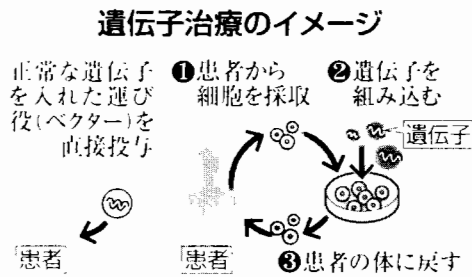 遺伝子治療のイメージ
正常な遺伝子
を入れた運び
役(ベクター)を
直接投与
患者
❶患者から
細胞を採取
❷遺伝子を
組み込む
遺伝子
患者
❸患者の体に戻す